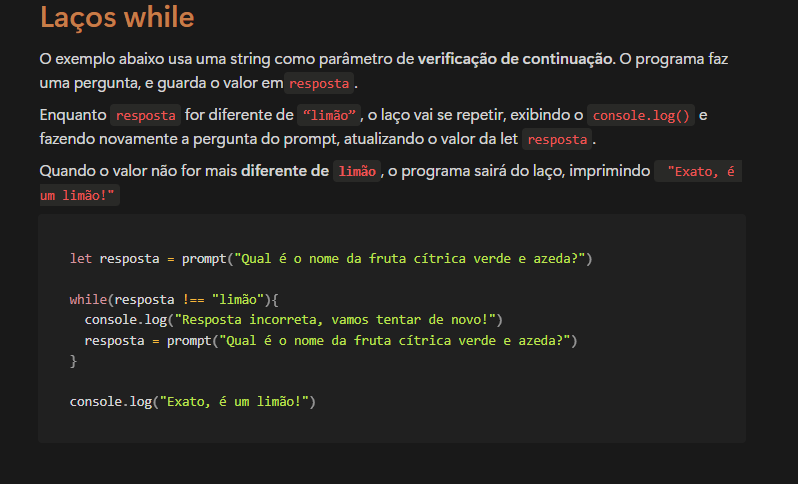 Laços while
O exemplo abaixo usa uma string como parâmetro de verificação de continuação. O programa faz
uma pergunta, e guarda o valor em resposta.
Enquanto resposta for diferente de “limão”, o laço vai se repetir, exibindo o console.log() e
fazendo novamente a pergunta do prompt, atualizando o valor da let resposta.
Quando o valor não for mais diferente de limão, o programa sairá do laço, imprimindo "Exato, é
um limão!"
let resposta = prompt("Qual é o nome da fruta cítrica verde e azeda?")
while(resposta !== "limão"){
  console.log("Resposta incorreta, vamos tentar de novo!")
  resposta = prompt("Qual é o nome da fruta cítrica verde e azeda?")
}
console.log("Exato, é um limão!")